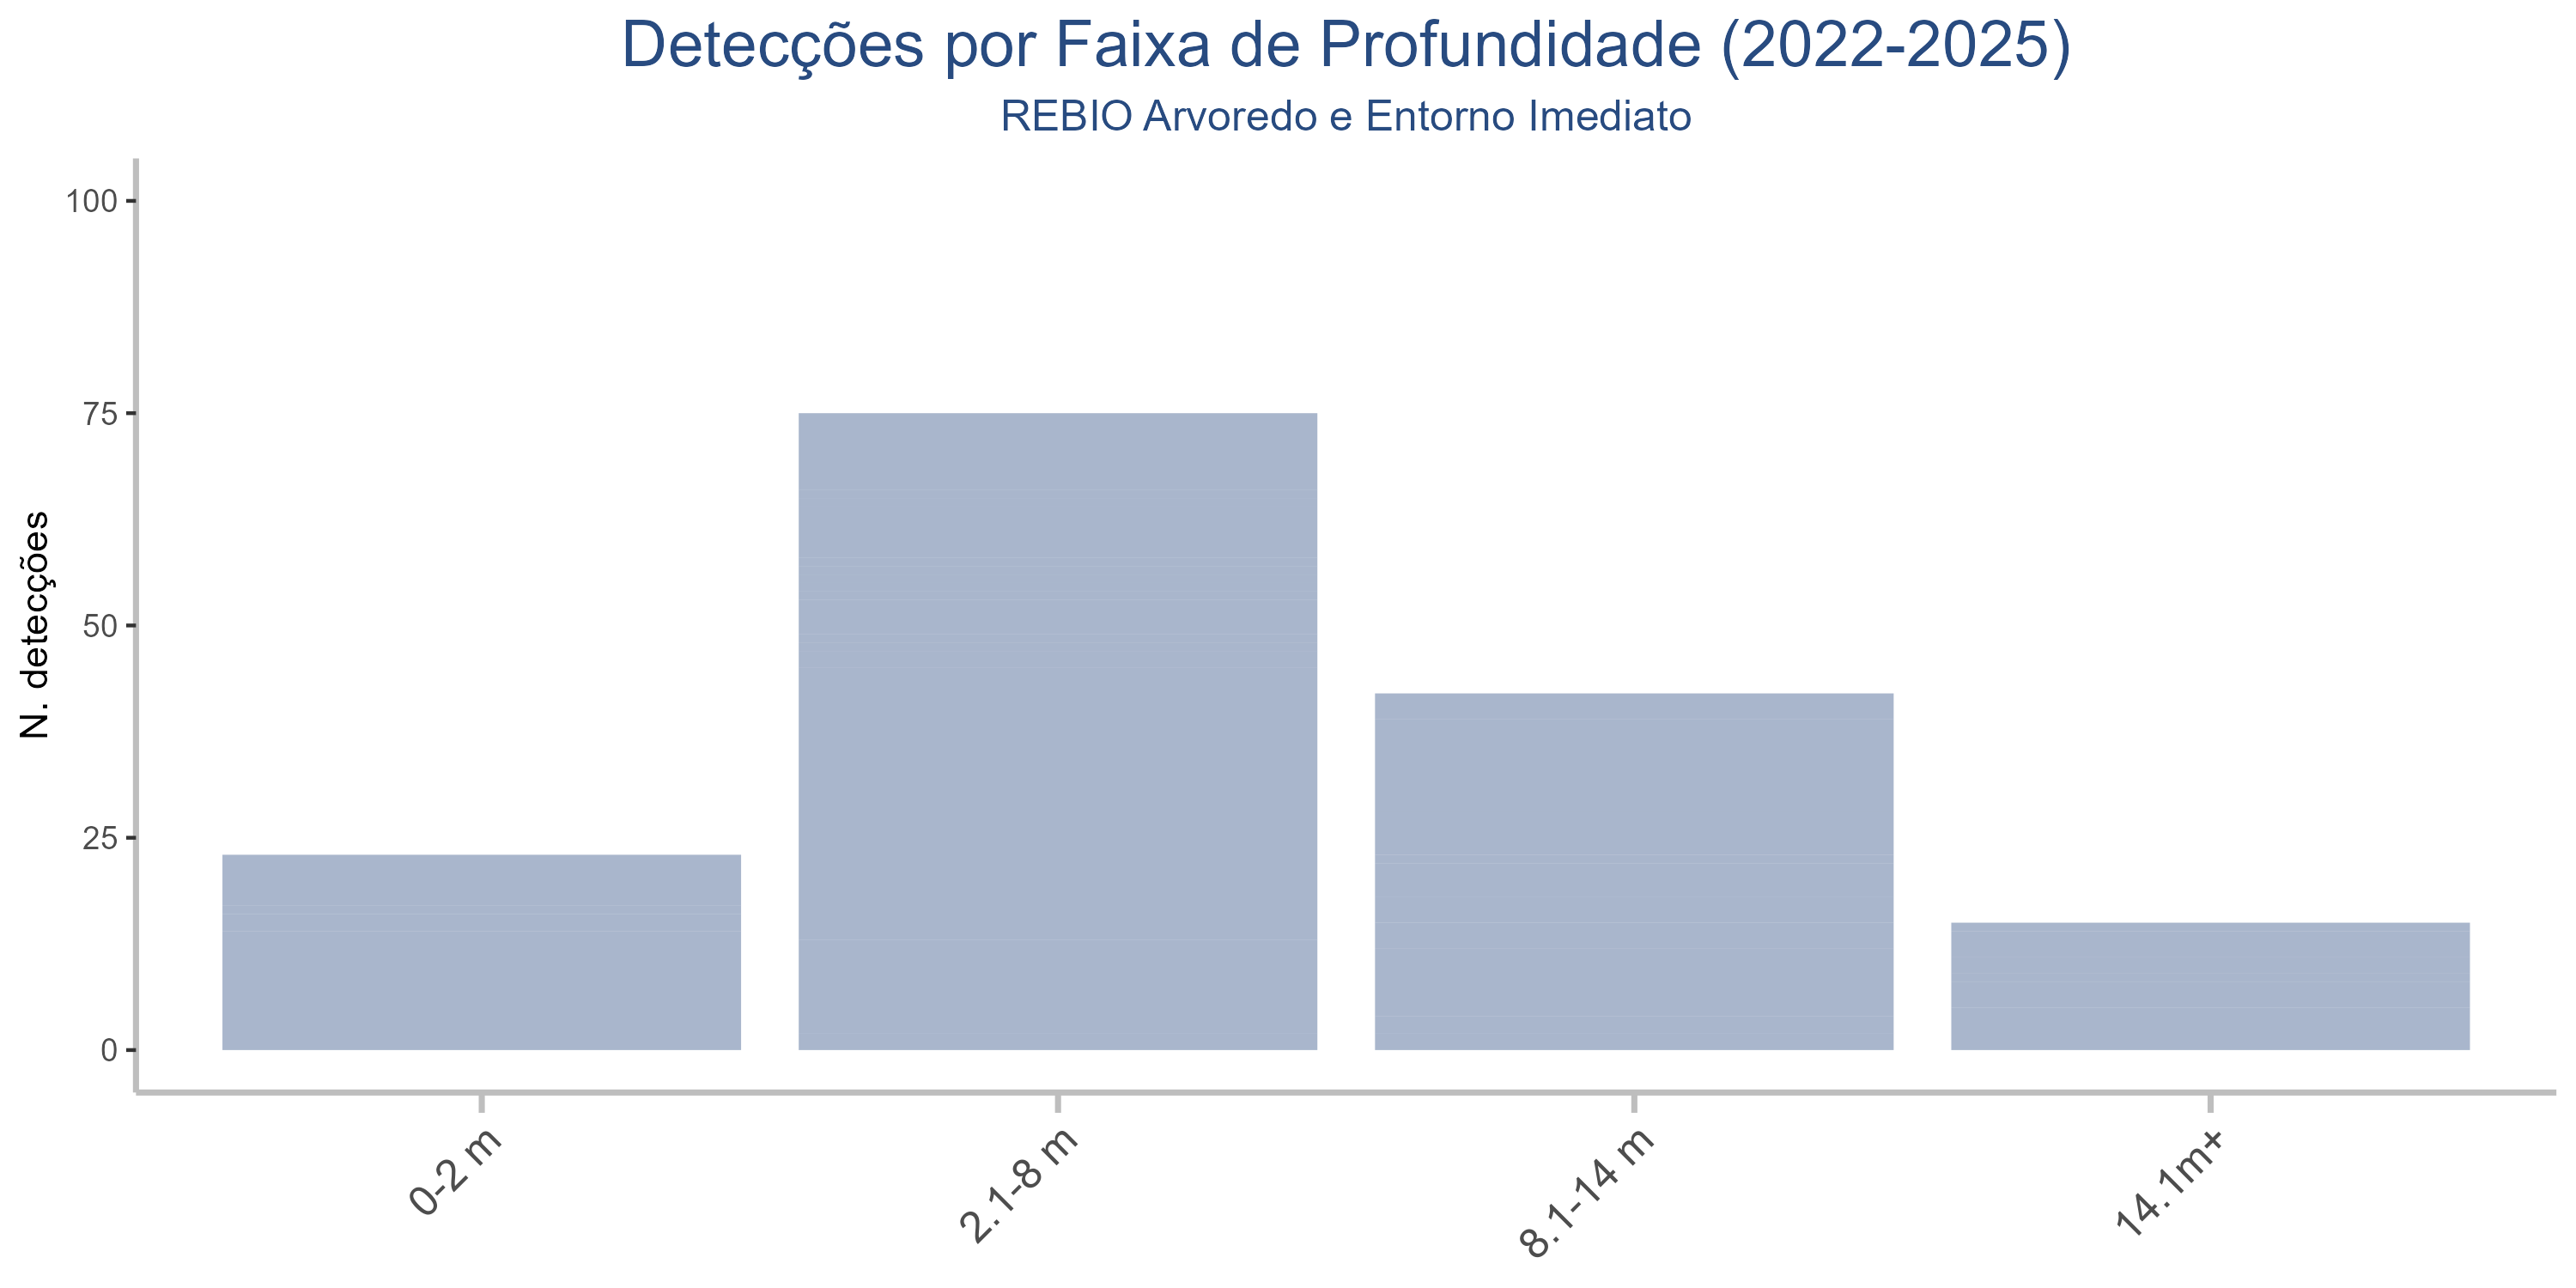 Detecções por Faixa de Profundidade (2022-2025)
REBIO Arvoredo e Entorno Imediato
N. detecções
100
75
50
25
0
0-2 m
2.1-8 m
8.1-14 m
14.1m+